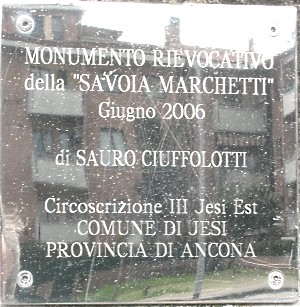 MONUMENTO RIEVOCATIVO
della "SAVOIA MARCHETTI"
Giugno 2006
di SAURO CIUFFOLOTTI
Circoscrizione III Jesi Est
COMUNE DI JESI
PROVINCIA DI ANCONA